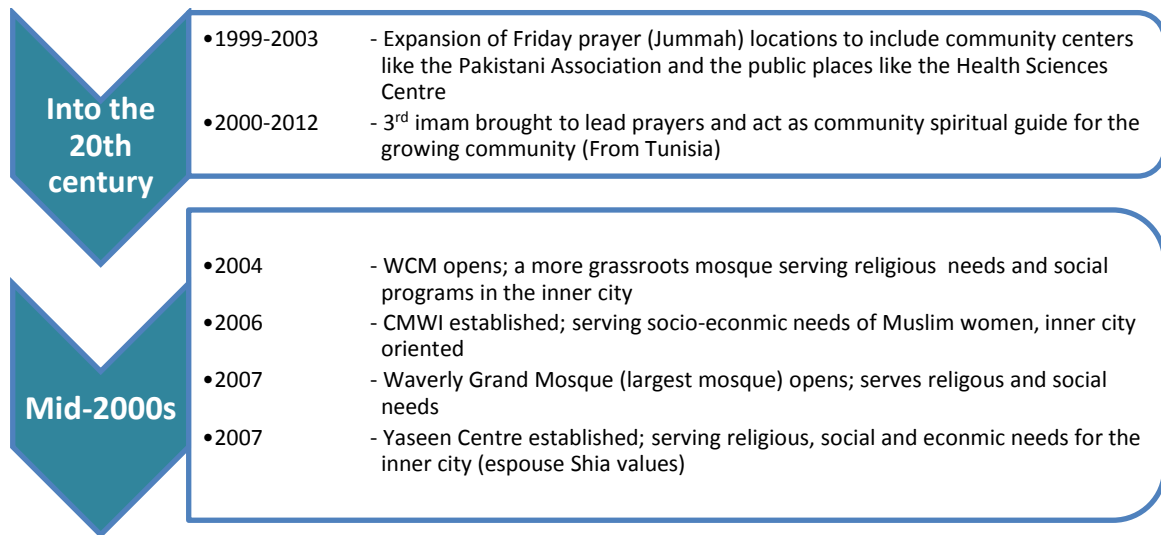 Into the
20th
century
•1999-2003 - Expansion of Friday prayer (Jummah) locations to include community centers
like the Pakistani Association and the public places like the Health Sciences
Centre
•2000-2012 - 3rd imam brought to lead prayers and act as community spiritual guide for the
growing community (From Tunisia)
Mid-2000s
•2004 - WCM opens; a more grassroots mosque serving religious needs and social
programs in the inner city
•2006 - CMWI established; serving socio-econmic needs of Muslim women, inner city
oriented
•2007 - Waverly Grand Mosque (largest mosque) opens; serves religous and social
needs
•2007 - Yaseen Centre established; serving religious, social and econmic needs for the
inner city (espouse Shia values)